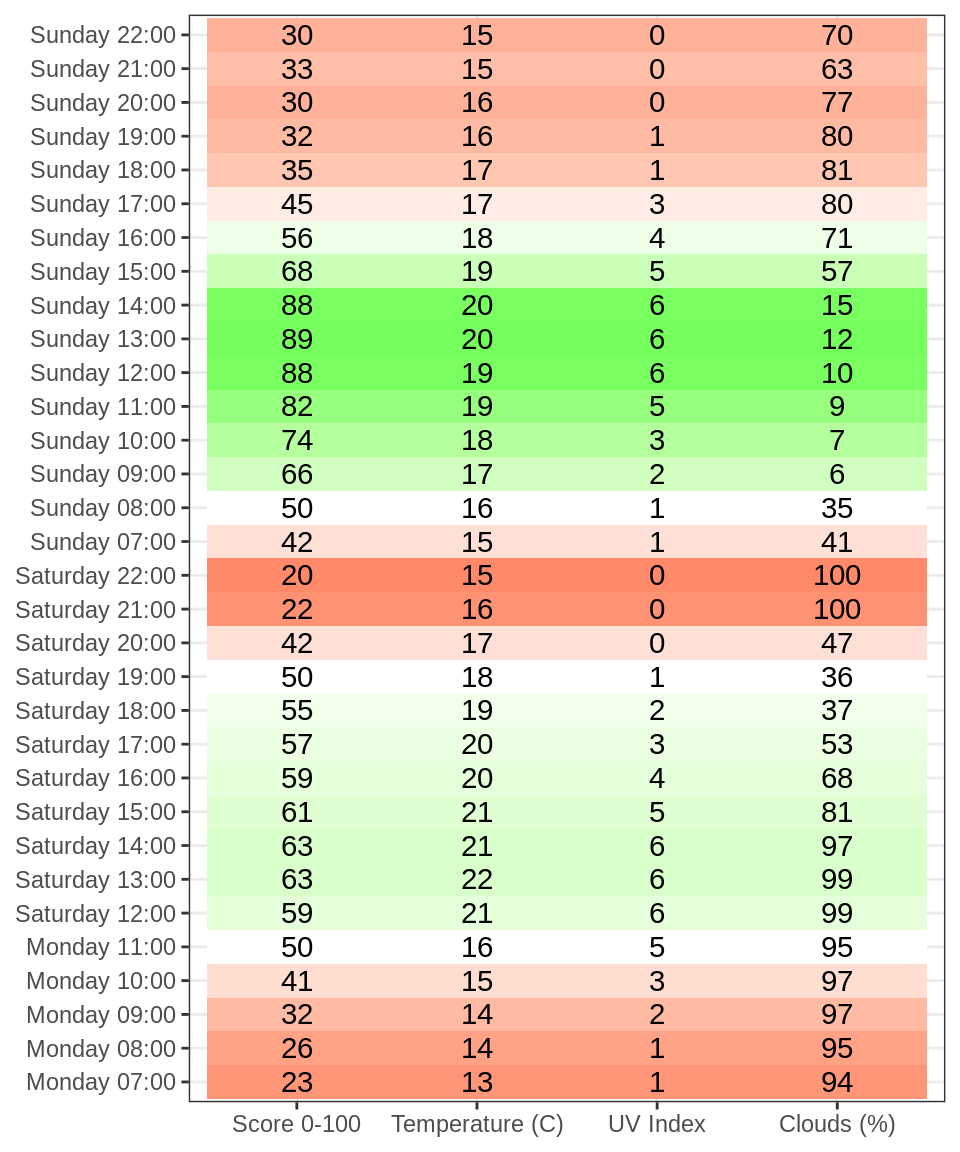 Sunday 22:00 30 15 0 70
Sunday 21:00 33 15 0 63
Sunday 20:00 30 16 0 77
Sunday 19:00 32 16 1 80
Sunday 18:00 35 17 1 81
Sunday 17:00 45 17 3 80
Sunday 16:00 56 18 4 71
Sunday 15:00 68 19 5 57
Sunday 14:00 88 20 6 15
Sunday 13:00 89 20 6 12
Sunday 12:00 88 19 6 10
Sunday 11:00 82 19 5 9
Sunday 10:00 74 18 3 7
Sunday 09:00 66 17 2 6
Sunday 08:00 50 16 1 35
Sunday 07:00 42 15 1 41
Saturday 22:00 20 15 0 100
Saturday 21:00 22 16 0 100
Saturday 20:00 42 17 0 47
Saturday 19:00 50 18 1 36
Saturday 18:00 55 19 2 37
Saturday 17:00 57 20 3 53
Saturday 16:00 59 20 4 68
Saturday 15:00 61 21 5 81
Saturday 14:00 63 21 6 97
Saturday 13:00 63 22 6 99
Saturday 12:00 59 21 6 99
Monday 11:00 50 16 5 95
Monday 10:00 41 15 3 97
Monday 09:00 32 14 2 97
Monday 08:00 26 14 1 95
Monday 07:00 23 13 1 94
Score 0-100 Temperature (C) UV Index Clouds (%)